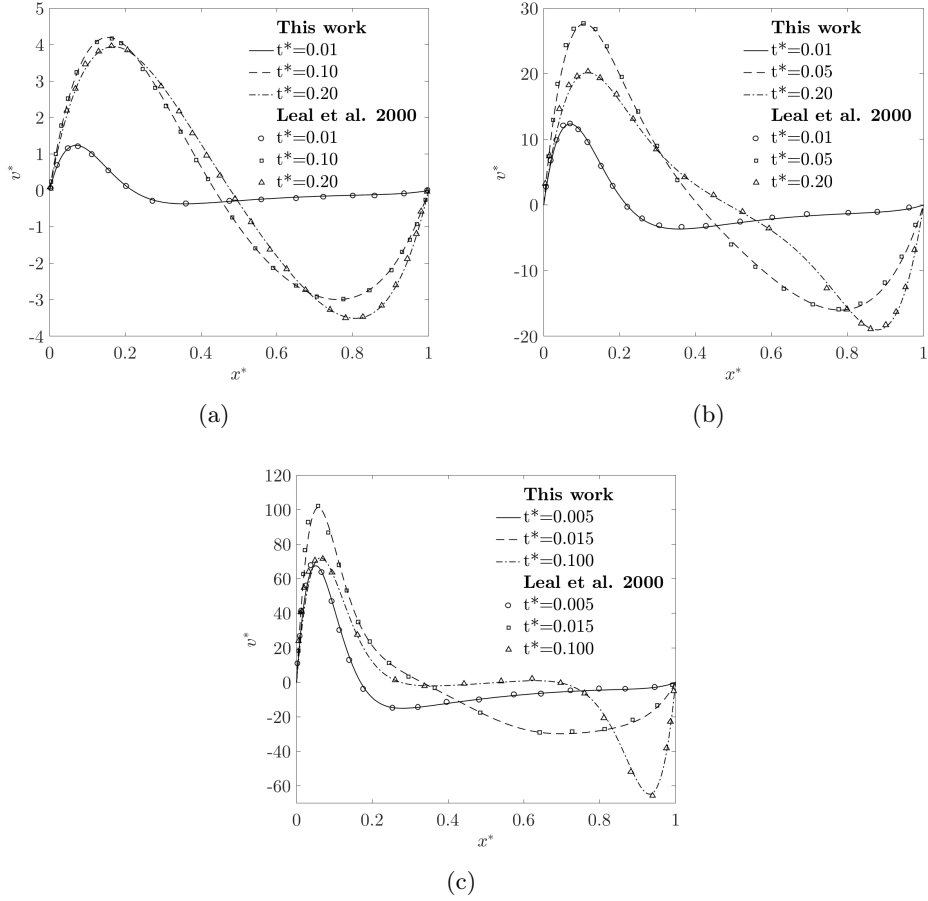 5
4
3
2
1
0
-1
-2
-3
-4
v*
0 0.2 0.4 0.6 0.8 1
x*
This work
t*=0.01
t*=0.10
t*=0.20
Leal et al. 2000
t*=0.01
t*=0.10
t*=0.20
(a)
30
20
10
0
-10
-20
v*
0 0.2 0.4 0.6 0.8 1
x*
This work
t*=0.01
t*=0.05
t*=0.20
Leal et al. 2000
t*=0.01
t*=0.05
t*=0.20
(b)
120
100
80
60
40
20
0
-20
-40
-60
v*
0 0.2 0.4 0.6 0.8 1
x*
This work
t*=0.005
t*=0.015
t*=0.100
Leal et al. 2000
t*=0.005
t*=0.015
t*=0.100
(c)